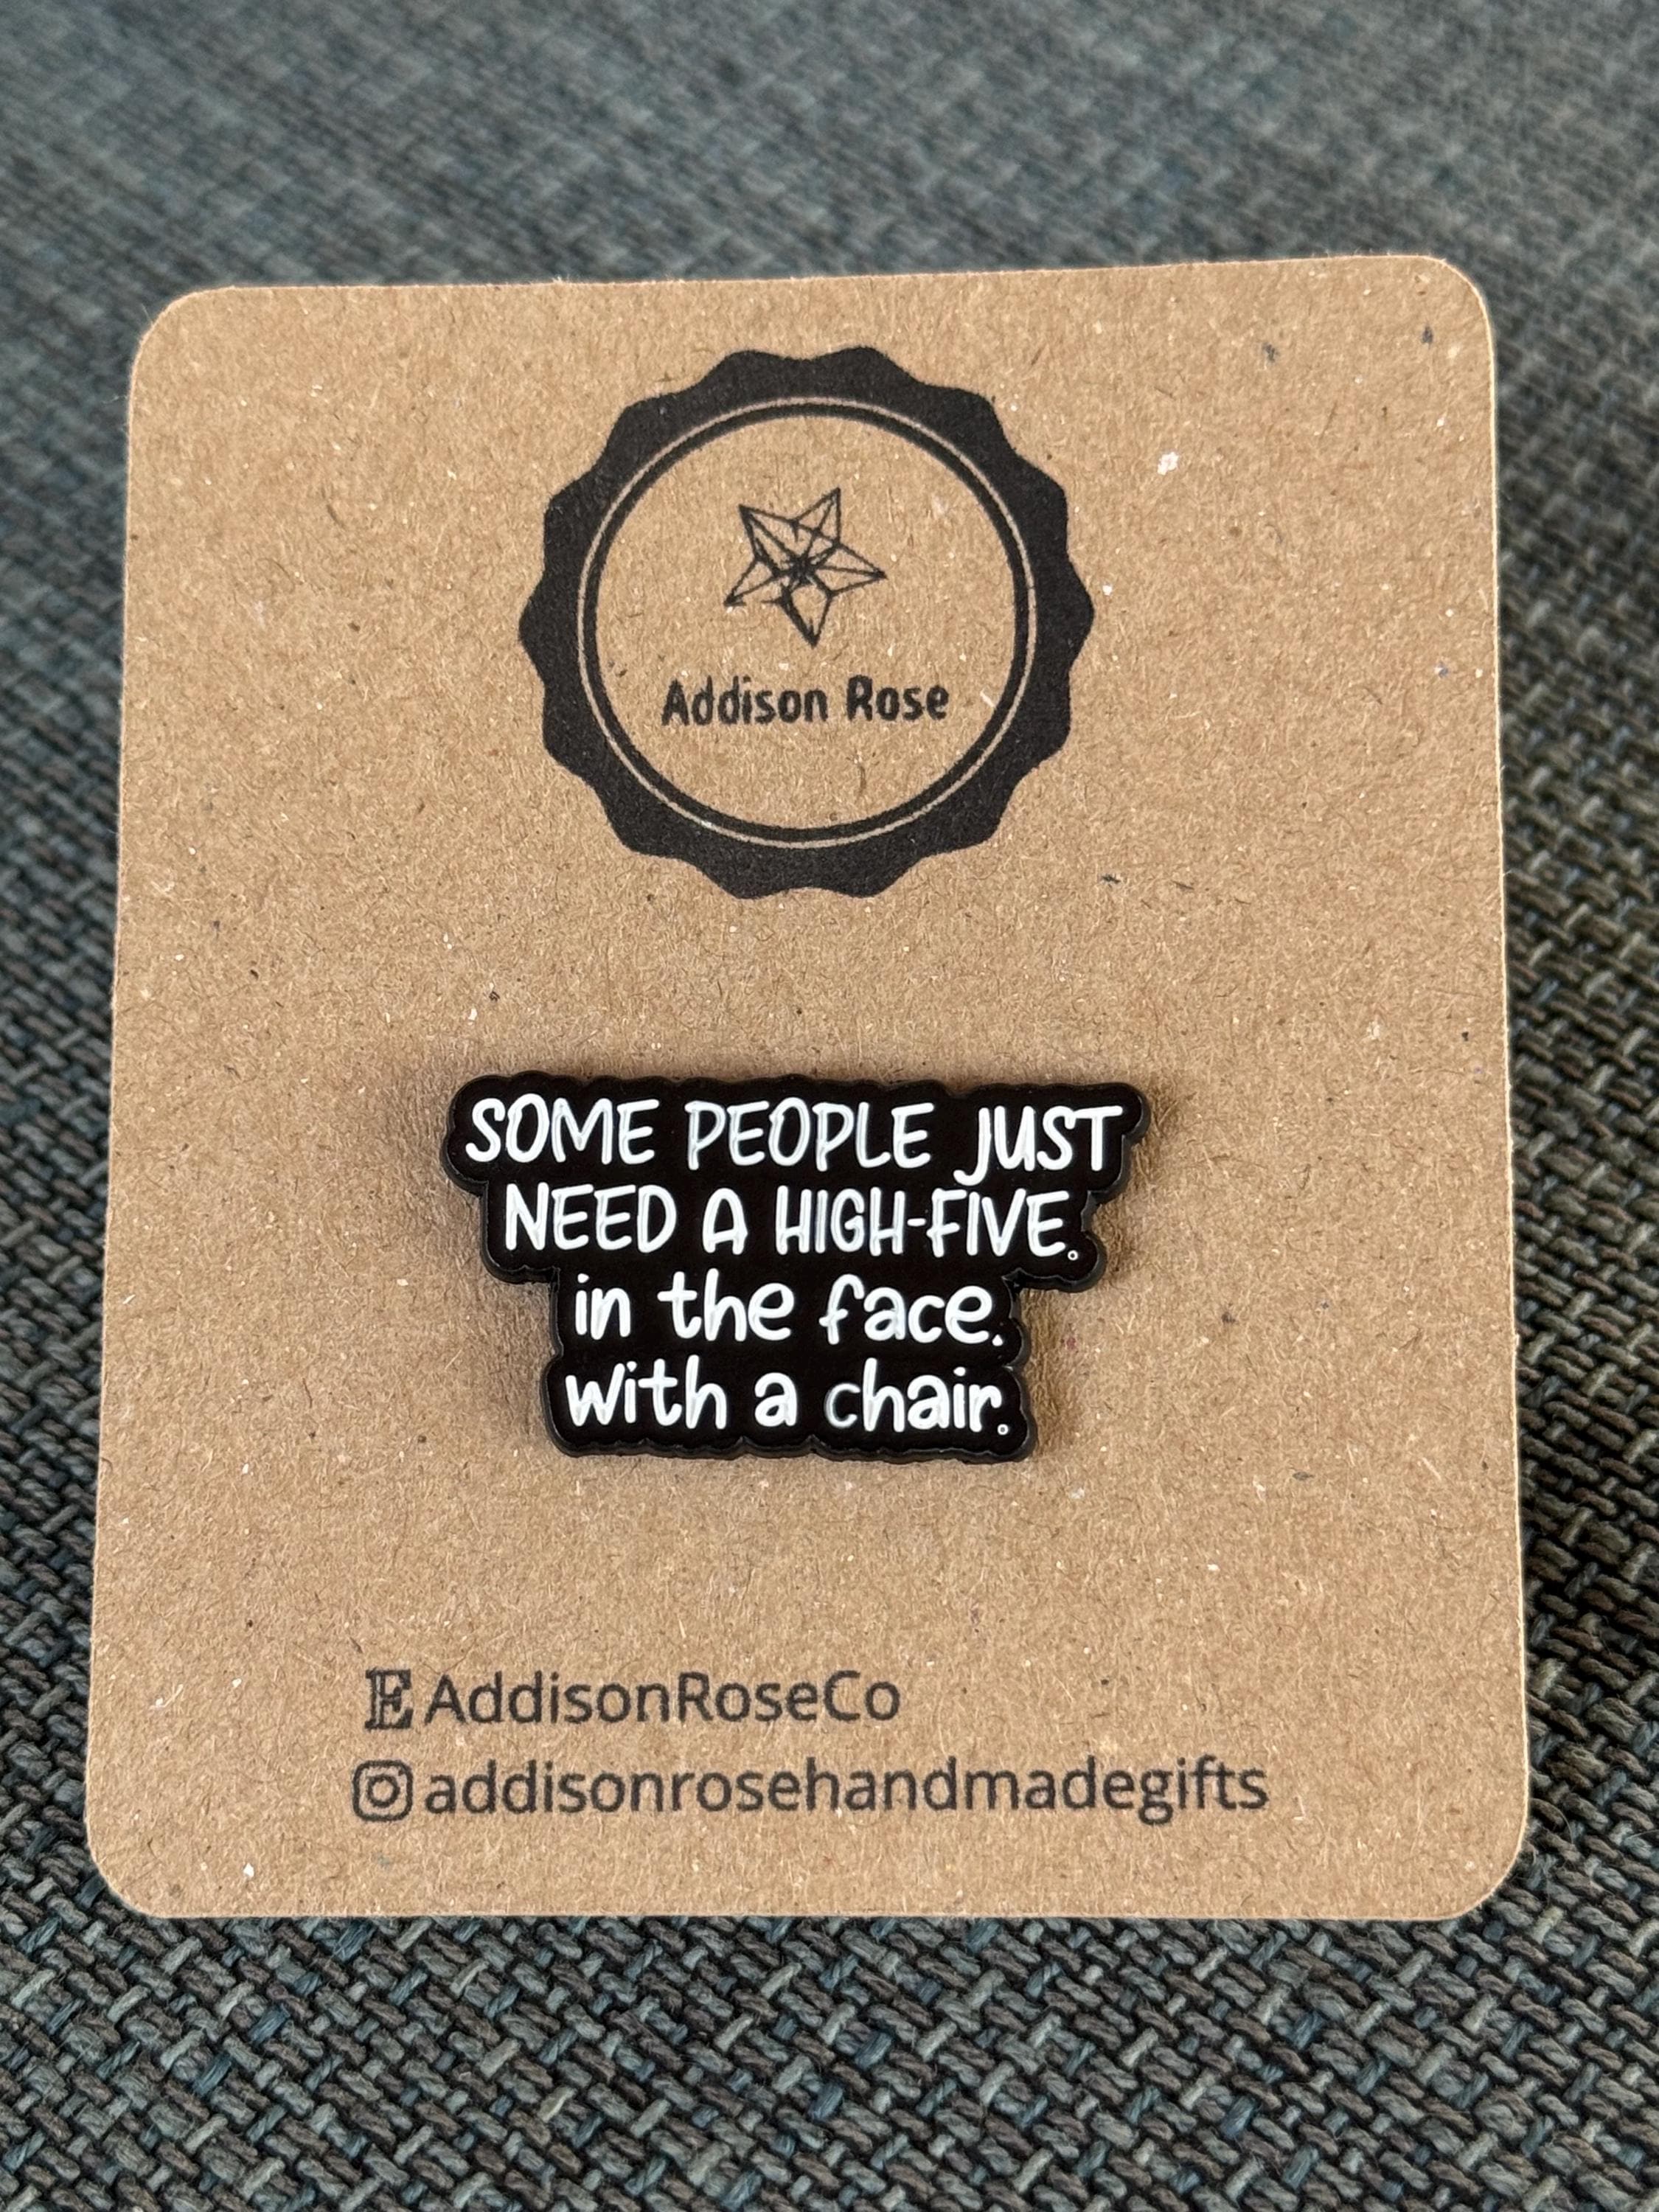 Addison Rose
SOME PEOPLE JUST
NEED A HIGH-FIVE.
in the face.
with a chair.
E AddisonRoseCo
addisonrosehandmadegifts